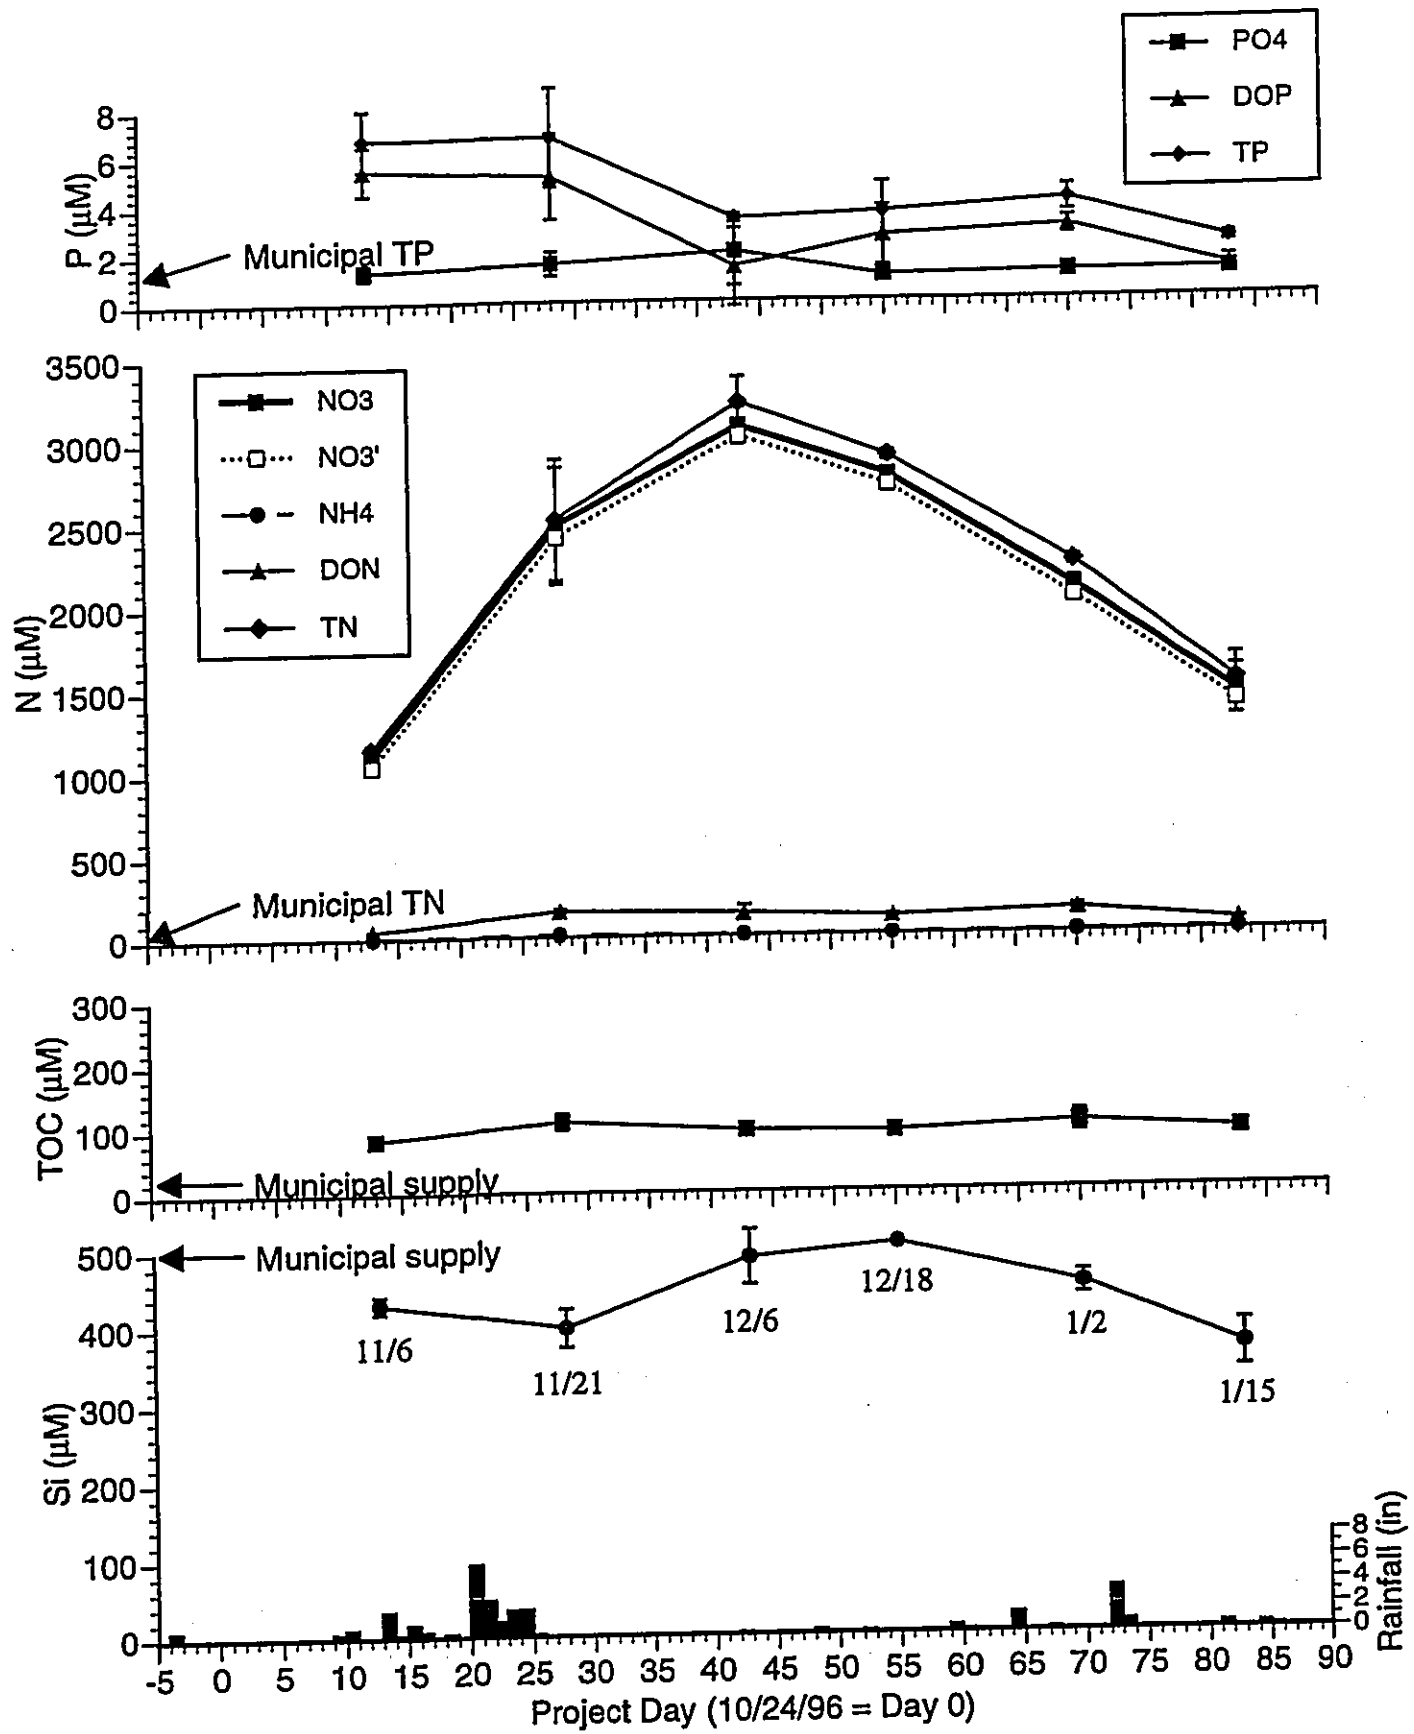 PO4
DOP
TP
8
6
4
2
0
P (µM)
Municipal TP
3500
3000
2500
2000
1500
1000
500
0
N (µM)
NO3
NO3'
NH4
DON
TN
Municipal TN
300
200
100
0
TOC (µM)
Municipal supply
500
400
300
200
100
0
Si (µM)
Municipal supply
11/6
11/21
12/6
12/18
1/2
1/15
8
6
4
2
0
Rainfall (in)
-5 0 5 10 15 20 25 30 35 40 45 50 55 60 65 70 75 80 85 90
Project Day (10/24/96 = Day 0)